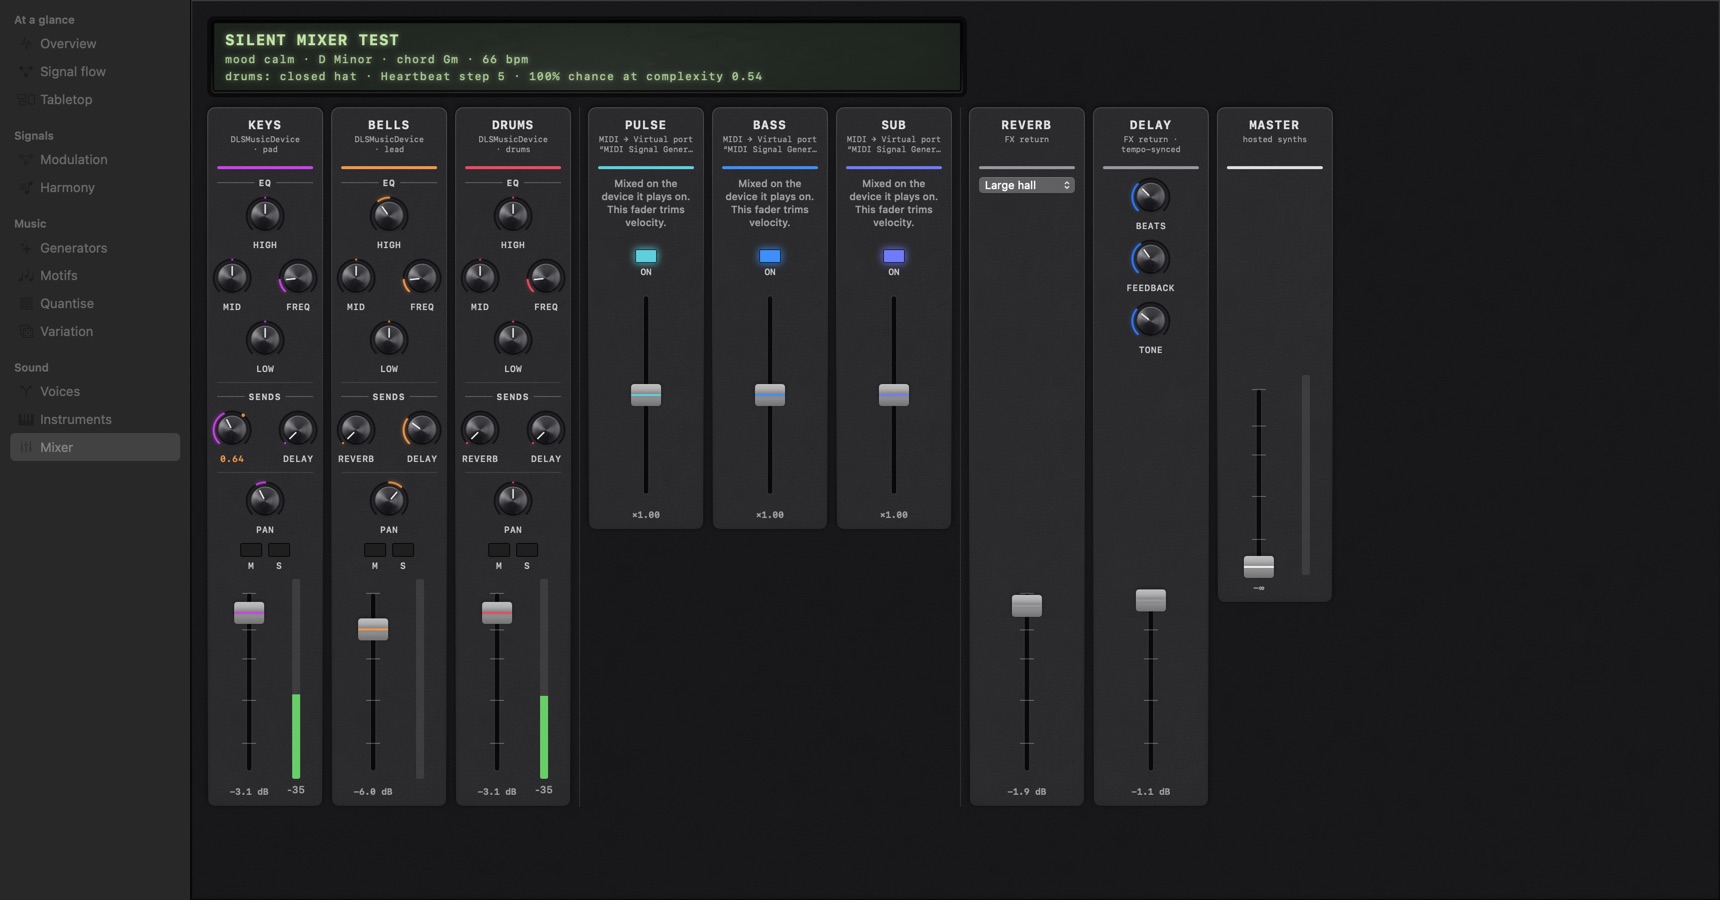 At a glance
Overview
Signal flow
Tabletop
Signals
Modulation
Harmony
Music
Generators
Motifs
Quantise
Variation
Sound
Voices
Instruments
Mixer
SILENT MIXER TEST
mood calm · D Minor · chord Gm · 66 bpm
drums: closed hat · Heartbeat step 5 · 100% chance at complexity 0.54
KEYS
DLSMusicDevice
· pad
EQ
HIGH
MID FREQ
LOW
SENDS
0.64 DELAY
PAN
M S
−3.1 dB -35
BELLS
DLSMusicDevice
· lead
EQ
HIGH
MID FREQ
LOW
SENDS
REVERB DELAY
PAN
M S
−6.0 dB
DRUMS
DLSMusicDevice
· drums
EQ
HIGH
MID FREQ
LOW
SENDS
REVERB DELAY
PAN
M S
−3.1 dB -35
PULSE
MIDI → Virtual port
"MIDI Signal Gener…
Mixed on the
device it plays on.
This fader trims
velocity.
ON
×1.00
BASS
MIDI → Virtual port
"MIDI Signal Gener…
Mixed on the
device it plays on.
This fader trims
velocity.
ON
×1.00
SUB
MIDI → Virtual port
"MIDI Signal Gener…
Mixed on the
device it plays on.
This fader trims
velocity.
ON
×1.00
REVERB
FX return
Large hall
−1.9 dB
DELAY
FX return ·
tempo-synced
BEATS
FEEDBACK
TONE
−1.1 dB
MASTER
hosted synths
−∞